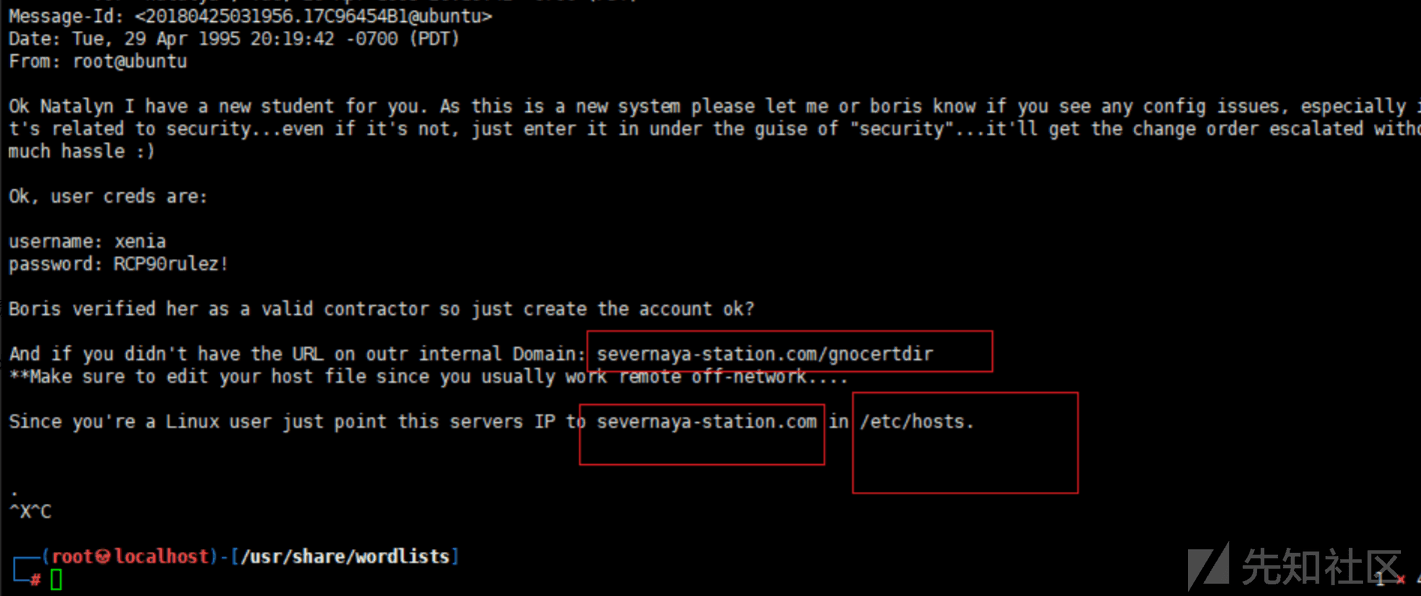 Message-Id: <20180425031956.17C96454B1@ubuntu>
Date: Tue, 29 Apr 1995 20:19:42 -0700 (PDT)
From: root@ubuntu
Ok Natalyn I have a new student for you. As this is a new system please let me or boris know if you see any config issues, especially i
t's related to security...even if it's not, just enter it in under the guise of "security"...it'll get the change order escalated witho
much hassle :)
Ok, user creds are:
username: xenia
password: RCP90rulez!
Boris verified her as a valid contractor so just create the account ok?
And if you didn't have the URL on outr internal Domain: severnaya-station.com/gnocertdir
**Make sure to edit your host file since you usually work remote off-network....
Since you're a Linux user just point this servers IP to severnaya-station.com in /etc/hosts.
.
^X^C
(root㉿localhost)-[/usr/share/wordlists]
#
先知社区
1 ×